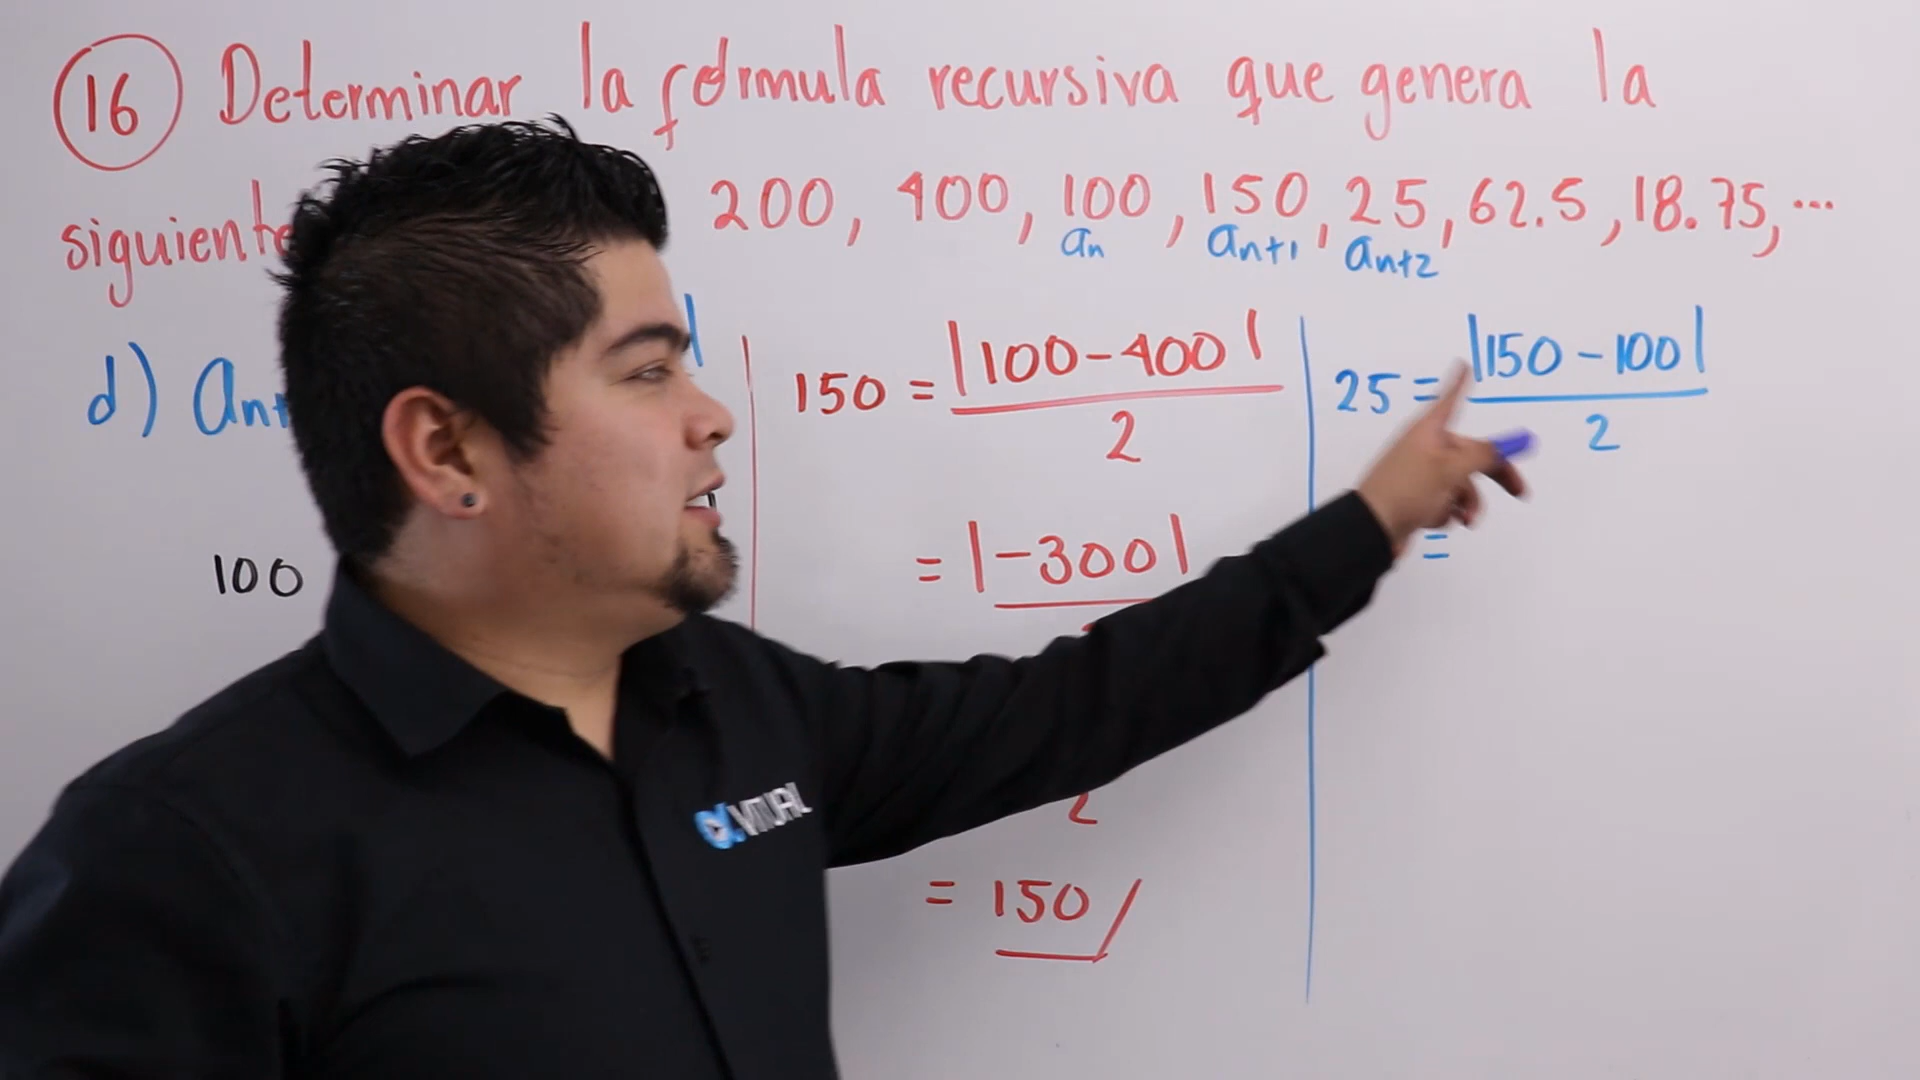 16 Determinar la fórmula recursiva que genera la
siguiente 200, 400, 100, 150, 25, 62.5, 18.75, ...
an an+1 an+2
d) an+
150 = |100-400| / 2
25 = |150-100| / 2
100
= |-300|
=
2
= 150/
VITUAL